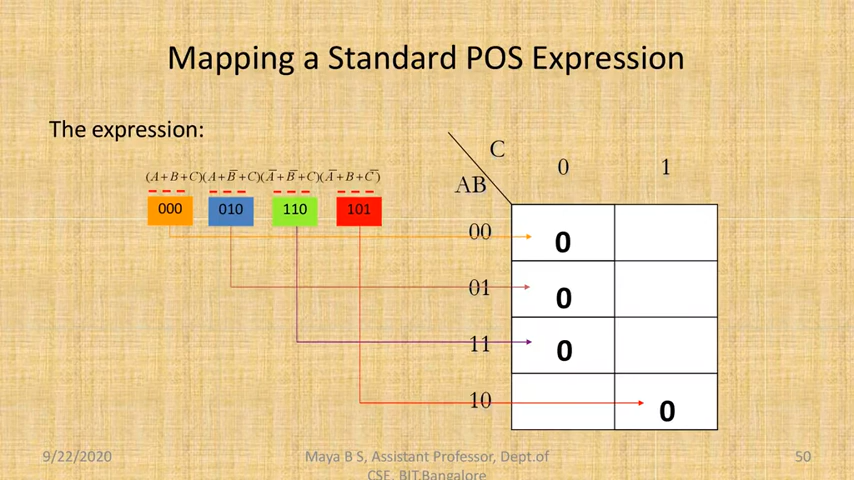 Mapping a Standard POS Expression
The expression:
(A+B+C)(A+B̅+C)(A̅+B̅+C)(A̅+B+C̅)
000 010 110 101
C
AB
0 1
00 0
01 0
11 0
10 0
9/22/2020
Maya B S, Assistant Professor, Dept.of
CSE, BIT,Bangalore
50